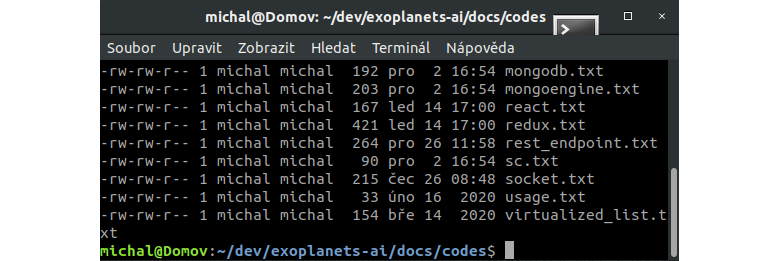 michal@Domov: ~/dev/exoplanets-ai/docs/codes
Soubor Upravit Zobrazit Hledat Terminál Nápověda
-rw-rw-r-- 1 michal michal  192 pro  2 16:54 mongodb.txt
-rw-rw-r-- 1 michal michal  203 pro  2 16:54 mongoengine.txt
-rw-rw-r-- 1 michal michal  167 led 14 17:00 react.txt
-rw-rw-r-- 1 michal michal  421 led 14 17:00 redux.txt
-rw-rw-r-- 1 michal michal  264 pro 26 11:58 rest_endpoint.txt
-rw-rw-r-- 1 michal michal   90 pro  2 16:54 sc.txt
-rw-rw-r-- 1 michal michal  215 čec 26 08:48 socket.txt
-rw-rw-r-- 1 michal michal   33 úno 16  2020 usage.txt
-rw-rw-r-- 1 michal michal  154 bře 14  2020 virtualized_list.t
xt
michal@Domov:~/dev/exoplanets-ai/docs/codes$